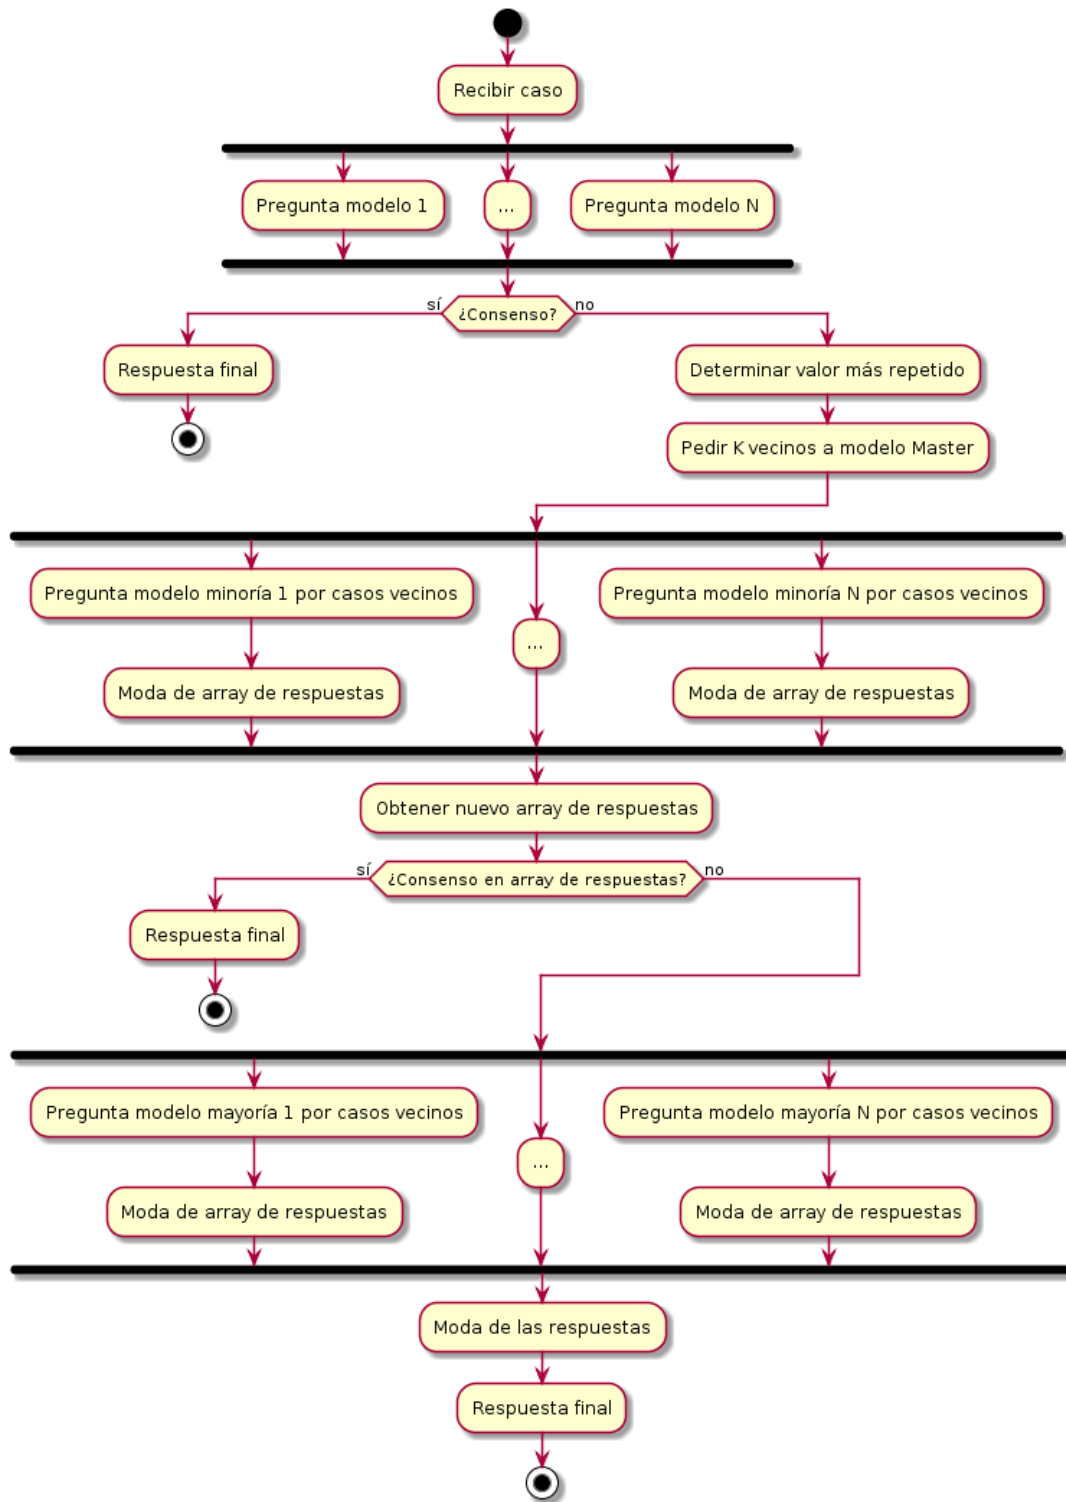 Recibir caso
Pregunta modelo 1
...
Pregunta modelo N
¿Consenso?
sí
no
Respuesta final
Determinar valor más repetido
Pedir K vecinos a modelo Master
Pregunta modelo minoría 1 por casos vecinos
...
Pregunta modelo minoría N por casos vecinos
Moda de array de respuestas
Moda de array de respuestas
Obtener nuevo array de respuestas
¿Consenso en array de respuestas?
sí
no
Respuesta final
Pregunta modelo mayoría 1 por casos vecinos
...
Pregunta modelo mayoría N por casos vecinos
Moda de array de respuestas
Moda de array de respuestas
Moda de las respuestas
Respuesta final